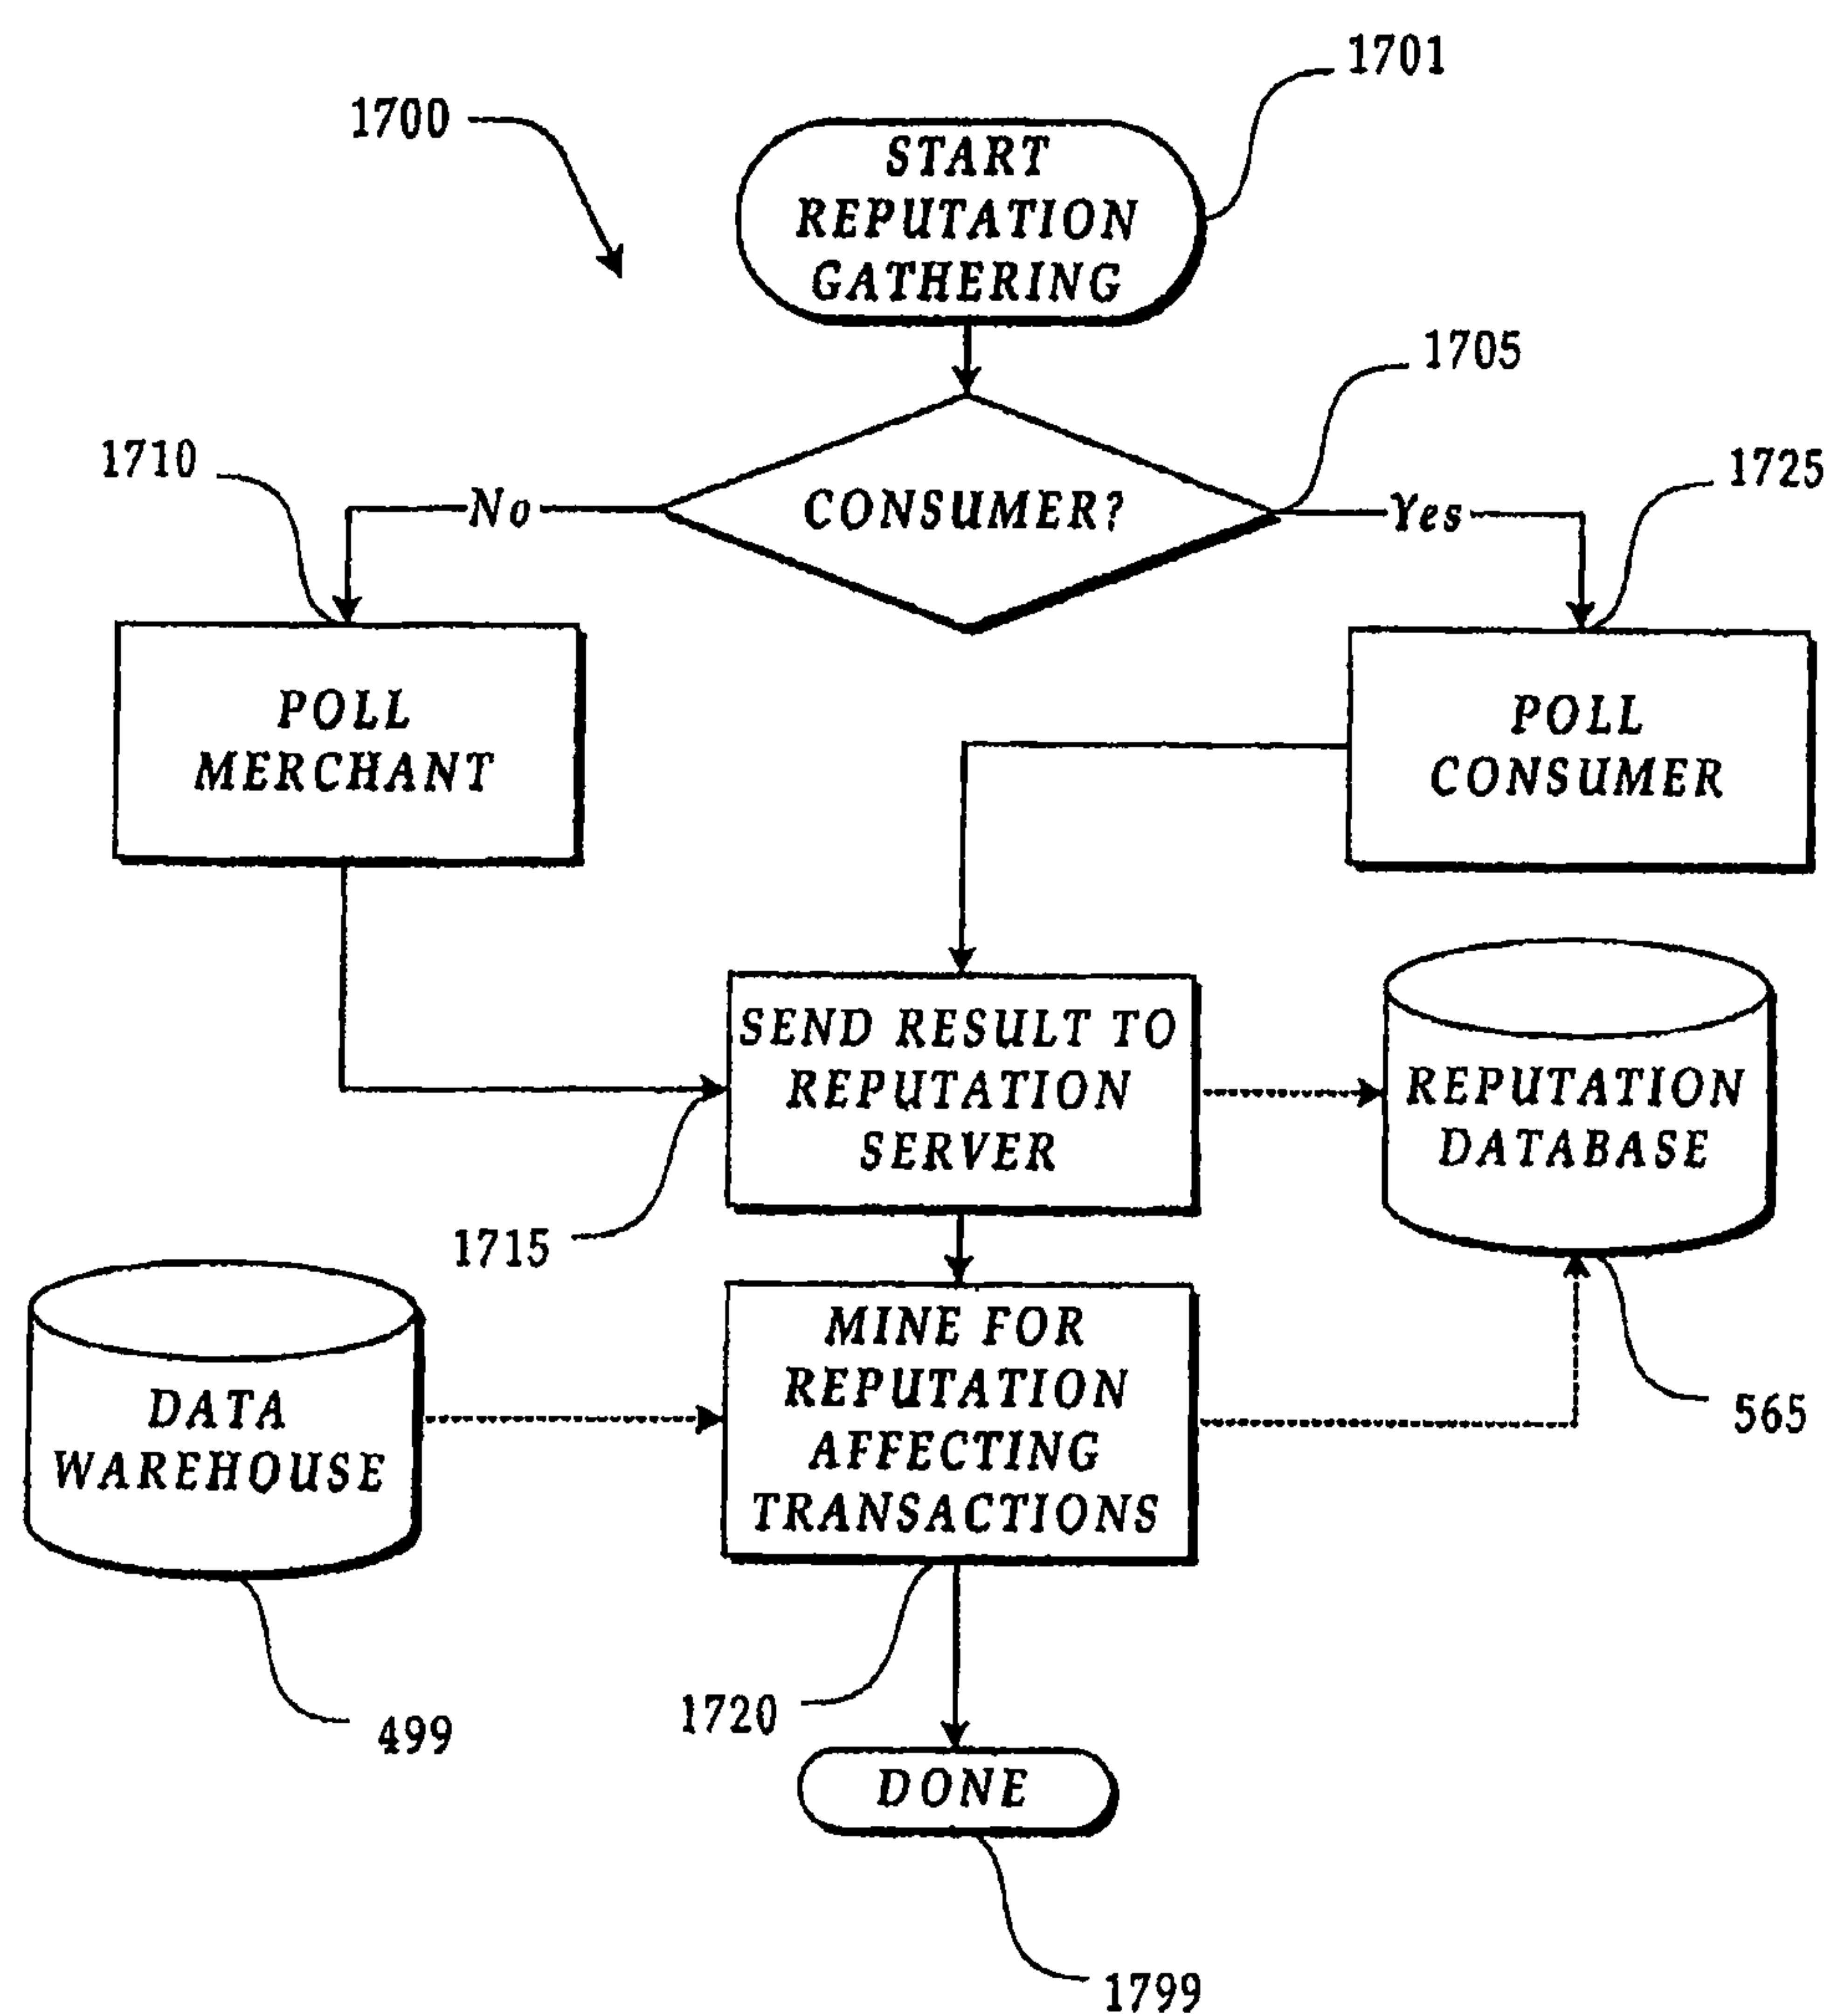 1701
1700
START
REPUTATION
GATHERING
1705
1710
No
CONSUMER?
Yes
1725
POLL
MERCHANT
POLL
CONSUMER
SEND RESULT TO
REPUTATION
SERVER
REPUTATION
DATABASE
1715
MINE FOR
REPUTATION
AFFECTING
TRANSACTIONS
DATA
WAREHOUSE
565
1720
499
DONE
1799